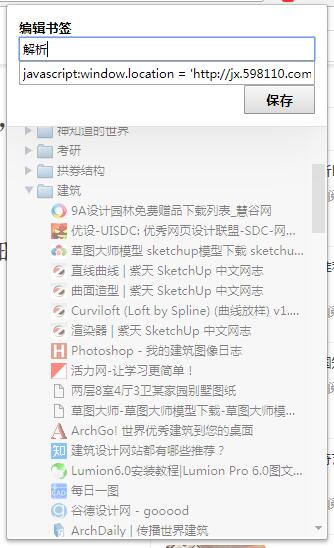 编辑书签
解析
javascript:window.location = 'http://jx.598110.com
保存
神知道的世界
考研
拱券结构
建筑
9A设计园林免费赠品下载列表_慧谷网
优设-UISDC: 优秀网页设计联盟-SDC-网...
草图大师模型 sketchup模型下载 sketchu...
直线曲线 | 紫天 SketchUp 中文网志
曲面造型 | 紫天 SketchUp 中文网志
Curviloft (Loft by Spline) (曲线放样) v1....
渲染器 | 紫天 SketchUp 中文网志
Photoshop - 我的建筑图像日志
活力网-让学习更简单！
两层8室4厅3卫某家园别墅图纸
草图大师-草图大师模型下载-草图大师模...
ArchGo! 世界优秀建筑到您的桌面
建筑设计网站都有哪些推荐？
Lumion6.0安装教程|Lumion Pro 6.0图文...
每日一图
谷德设计网 - gooood
ArchDaily | 传播世界建筑